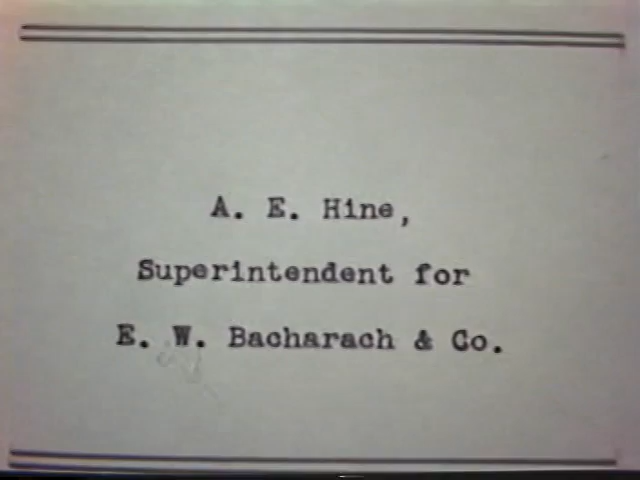 A. E. Hine,
Superintendent for
E. W. Bacharach & Co.